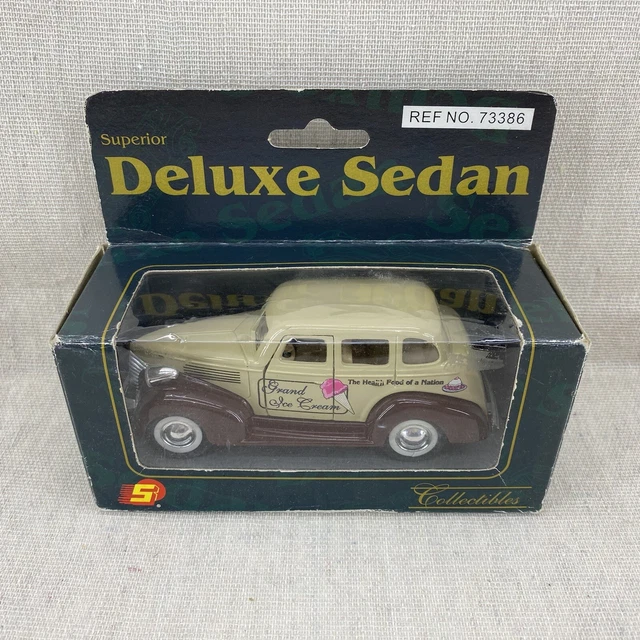 REF NO. 73386
Superior
Deluxe Sedan
Grand
Ice Cream
The Health Food of a Nation
S
Collectibles